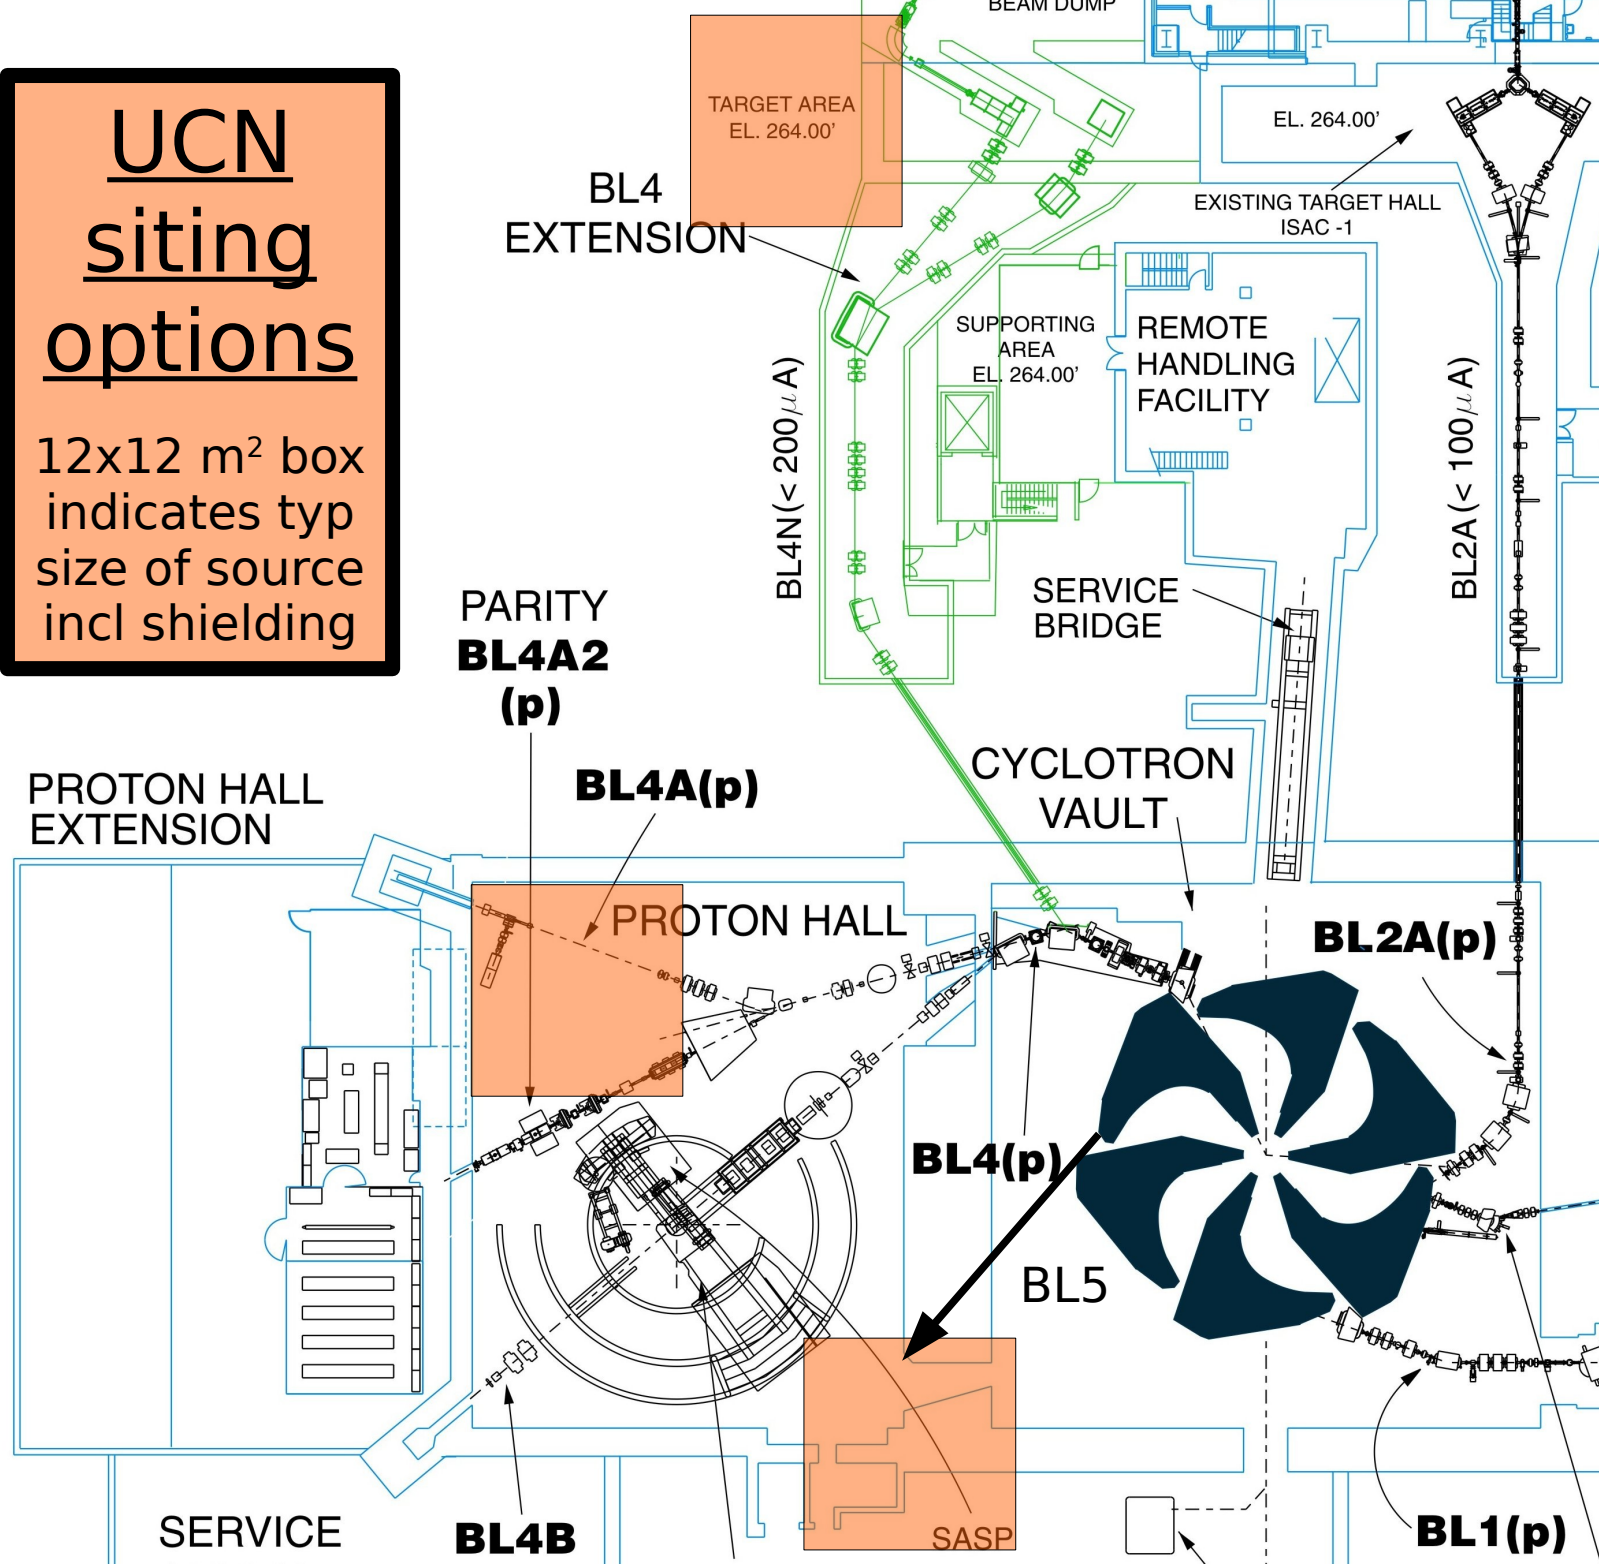 BEAM DUMP
UCN
siting
options
12x12 m² box
indicates typ
size of source
incl shielding
TARGET AREA
EL. 264.00'
EL. 264.00'
BL4
EXTENSION
EXISTING TARGET HALL
ISAC -1
SUPPORTING
AREA
EL. 264.00'
REMOTE
HANDLING
FACILITY
BL4N(< 200μA)
BL2A(< 100μA)
SERVICE
BRIDGE
PARITY
BL4A2
(p)
CYCLOTRON
VAULT
BL4A(p)
PROTON HALL
EXTENSION
PROTON HALL
BL2A(p)
BL4(p)
BL5
SERVICE
BL4B
SASP
BL1(p)